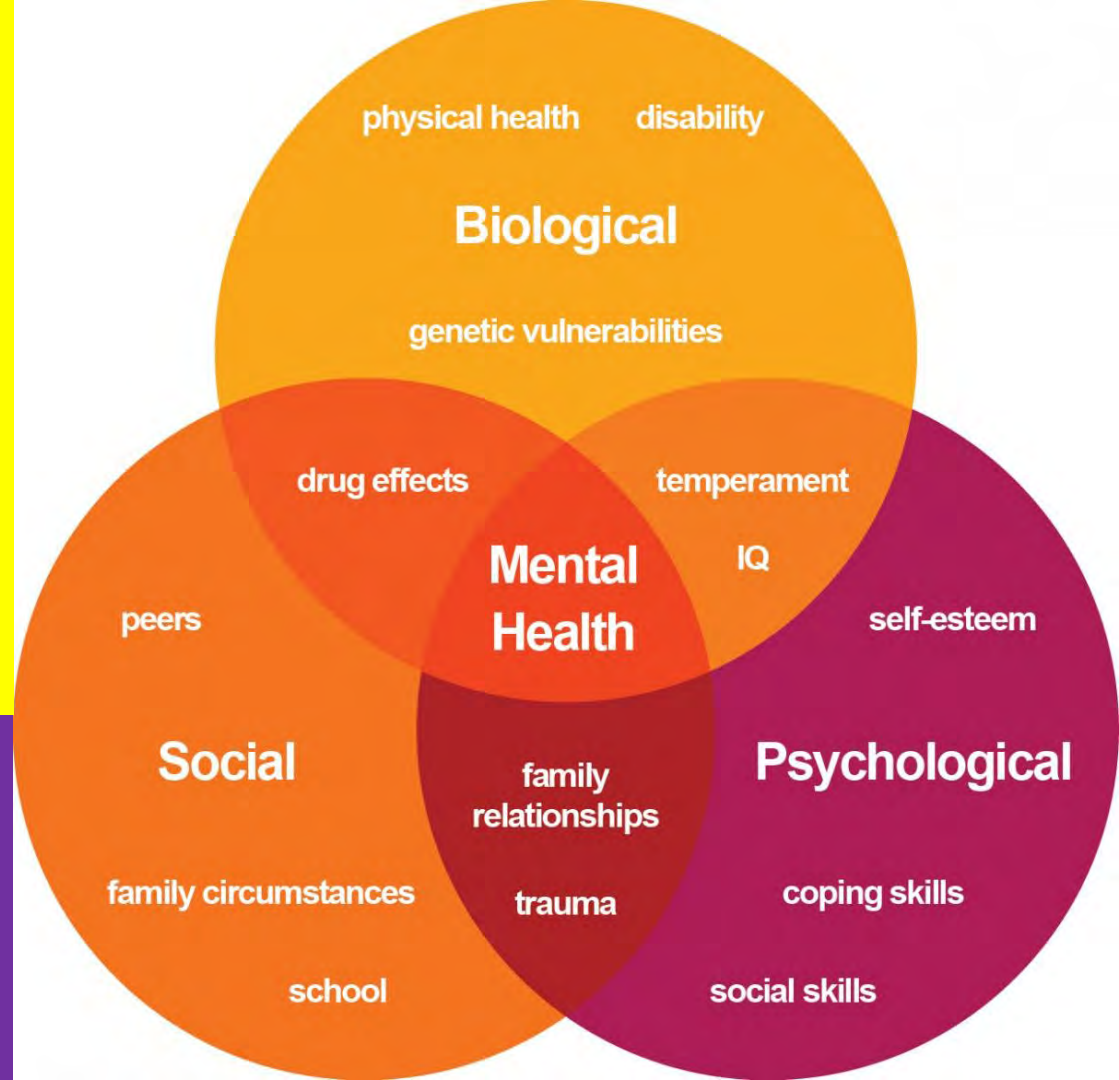 physical health disability
Biological
genetic vulnerabilities
drug effects temperament
Mental
Health
IQ
peers
self-esteem
Social
Psychological
family
relationships
family circumstances
trauma
coping skills
school
social skills